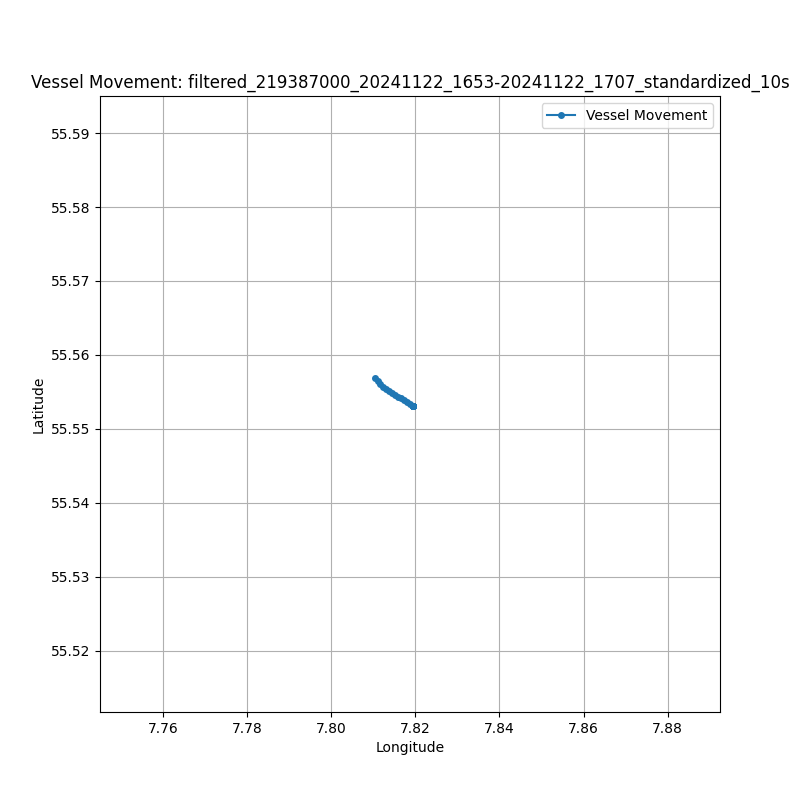 Vessel Movement: filtered_219387000_20241122_1653-20241122_1707_standardized_10s
Vessel Movement
55.59
55.58
55.57
55.56
55.55
55.54
55.53
55.52
Latitude
7.76 7.78 7.80 7.82 7.84 7.86 7.88
Longitude